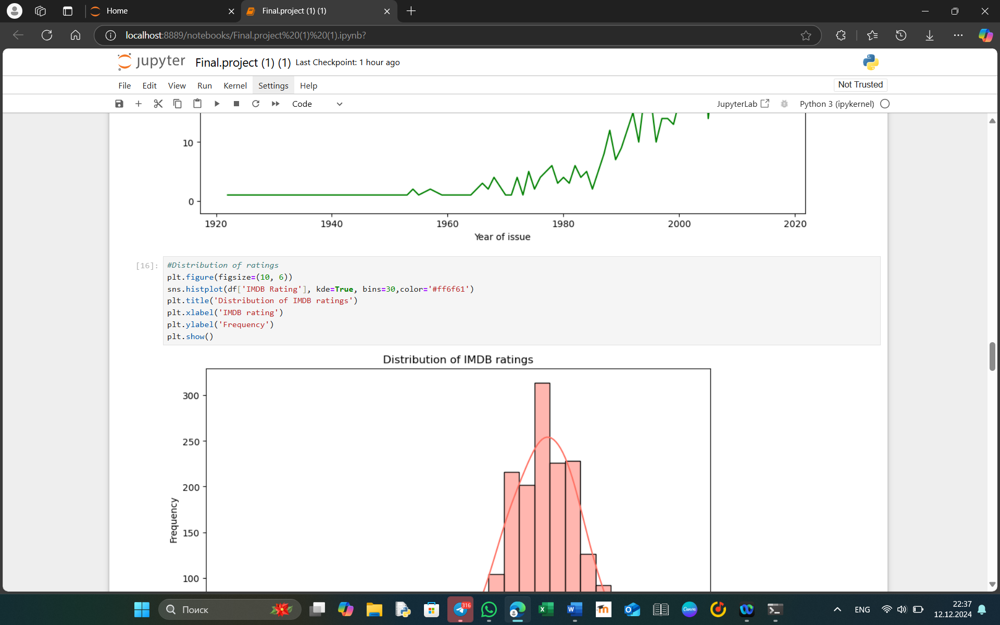 Home
Final.project (1) (1)
localhost:8889/notebooks/Final.project%20(1)%20(1).ipynb?
jupyter Final.project (1) (1) Last Checkpoint: 1 hour ago
File Edit View Run Kernel Settings Help
Not Trusted
Code
JupyterLab
Python 3 (ipykernel)
10
0
1920 1940 1960 1980 2000 2020
Year of issue
[16]:
#Distribution of ratings
plt.figure(figsize=(10, 6))
sns.histplot(df['IMDB Rating'], kde=True, bins=30,color='#ff6f61')
plt.title('Distribution of IMDB ratings')
plt.xlabel('IMDB rating')
plt.ylabel('Frequency')
plt.show()
Distribution of IMDB ratings
300
250
200
150
100
Frequency
Поиск
316
Canva
ENG
22:37
12.12.2024